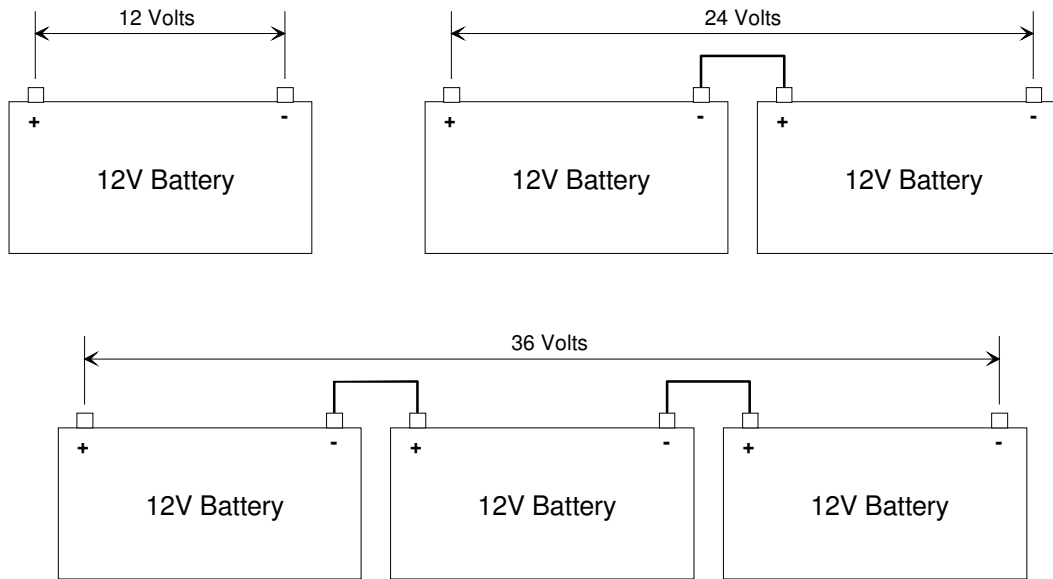 12 Volts
24 Volts
+ -
+ - + -
12V Battery
12V Battery 12V Battery
36 Volts
+ - + - + -
12V Battery 12V Battery 12V Battery